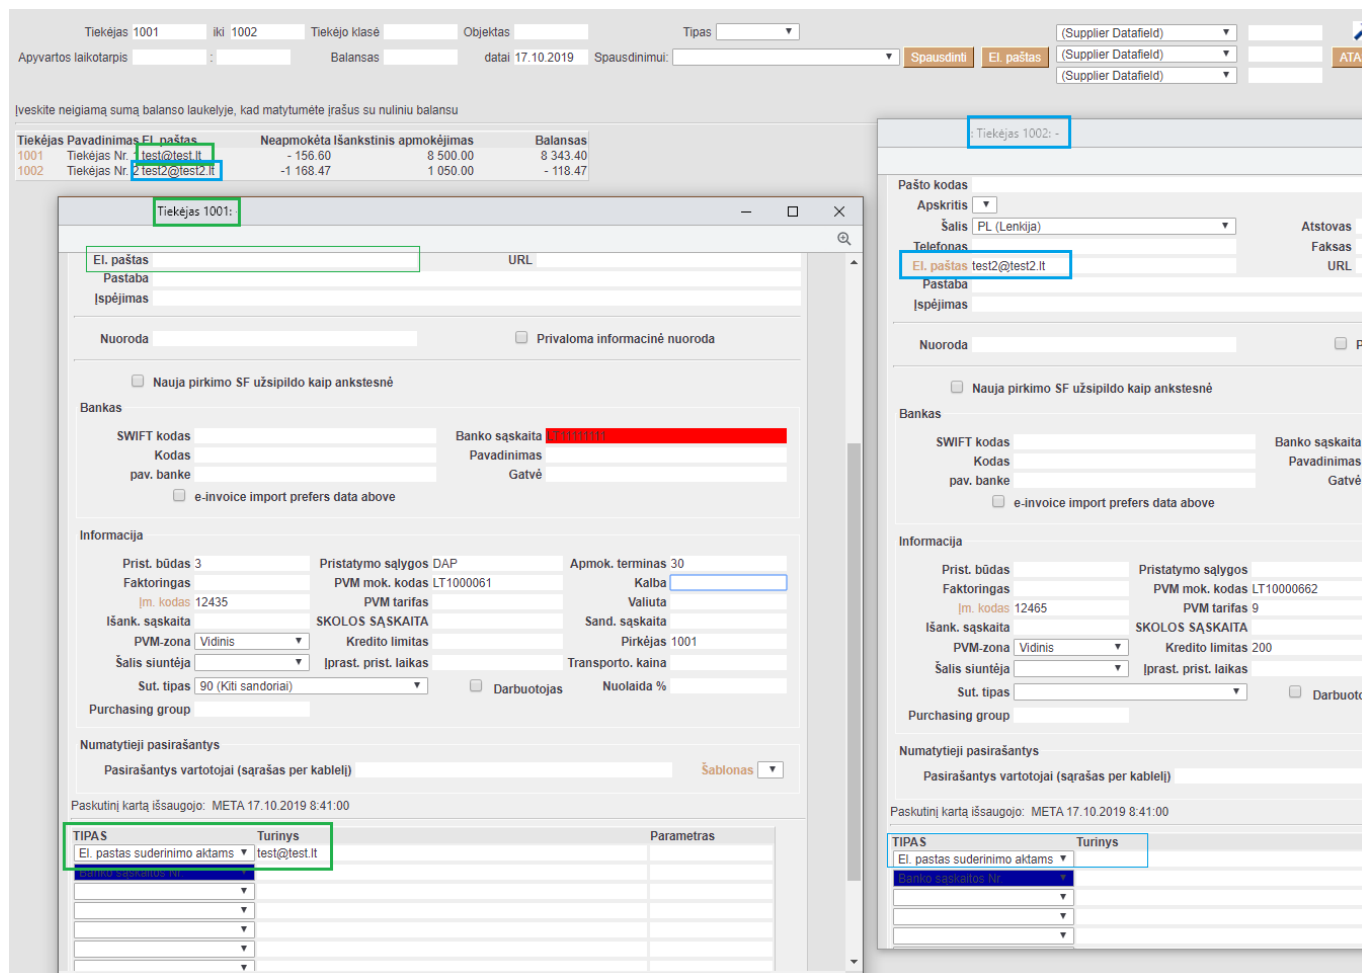 Tiekėjas 1001 iki 1002 Tiekėjo klasė Objektas Tipas (Supplier Datafield)
Apyvartos laikotarpis : Balansas datai 17.10.2019 Spausdinimui: Spausdinti El. paštas (Supplier Datafield) ATA
(Supplier Datafield)
Įveskite neigiamą sumą balanso laukelyje, kad matytumėte įrašus su nuliniu balansu
Tiekėjas Pavadinimas El. paštas Neapmokėta Išankstinis apmokėjimas Balansas
1001 Tiekėjas Nr. 1 test@test.lt - 156.60 8 500.00 8 343.40
1002 Tiekėjas Nr. 2 test2@test2.lt -1 168.47 1 050.00 - 118.47
Tiekėjas 1001: -
El. paštas URL
Pastaba
Įspėjimas
Nuoroda Privaloma informacinė nuoroda
Nauja pirkimo SF užsipildo kaip ankstesnė
Bankas
SWIFT kodas Banko sąskaita LT11111111
Kodas Pavadinimas
pav. banke Gatvė
e-invoice import prefers data above
Informacija
Prist. būdas 3 Pristatymo sąlygos DAP Apmok. terminas 30
Faktoringas PVM mok. kodas LT1000061 Kalba
Įm. kodas 12435 PVM tarifas Valiuta
Išank. sąskaita SKOLOS SĄSKAITA Sand. sąskaita
PVM-zona Vidinis Kredito limitas Pirkėjas 1001
Šalis siuntėja Įprast. prist. laikas Transporto. kaina
Sut. tipas 90 (Kiti sandoriai) Darbuotojas Nuolaida %
Purchasing group
Numatytieji pasirašantys
Pasirašantys vartotojai (sąrašas per kablelį) Šablonas
Paskutinį kartą išsaugojo: META 17.10.2019 8:41:00
TIPAS Turinys Parametras
El. pastas suderinimo aktams test@test.lt
Banko sąskaitos Nr
: Tiekėjas 1002: -
Pašto kodas
Apskritis
Šalis PL (Lenkija) Atstovas
Telefonas Faksas
El. paštas test2@test2.lt URL
Pastaba
Įspėjimas
Nuoroda P
Nauja pirkimo SF užsipildo kaip ankstesnė
Bankas
SWIFT kodas Banko sąskaita
Kodas Pavadinimas
pav. banke Gatvė
e-invoice import prefers data above
Informacija
Prist. būdas Pristatymo sąlygos
Faktoringas PVM mok. kodas LT10000662
Įm. kodas 12465 PVM tarifas 9
Išank. sąskaita SKOLOS SĄSKAITA
PVM-zona Vidinis Kredito limitas 200
Šalis siuntėja Įprast. prist. laikas
Sut. tipas Darbuoto
Purchasing group
Numatytieji pasirašantys
Pasirašantys vartotojai (sąrašas per kablelį)
Paskutinį kartą išsaugojo: META 17.10.2019 8:41:00
TIPAS Turinys
El. pastas suderinimo aktams
Banko sąskaitos Nr